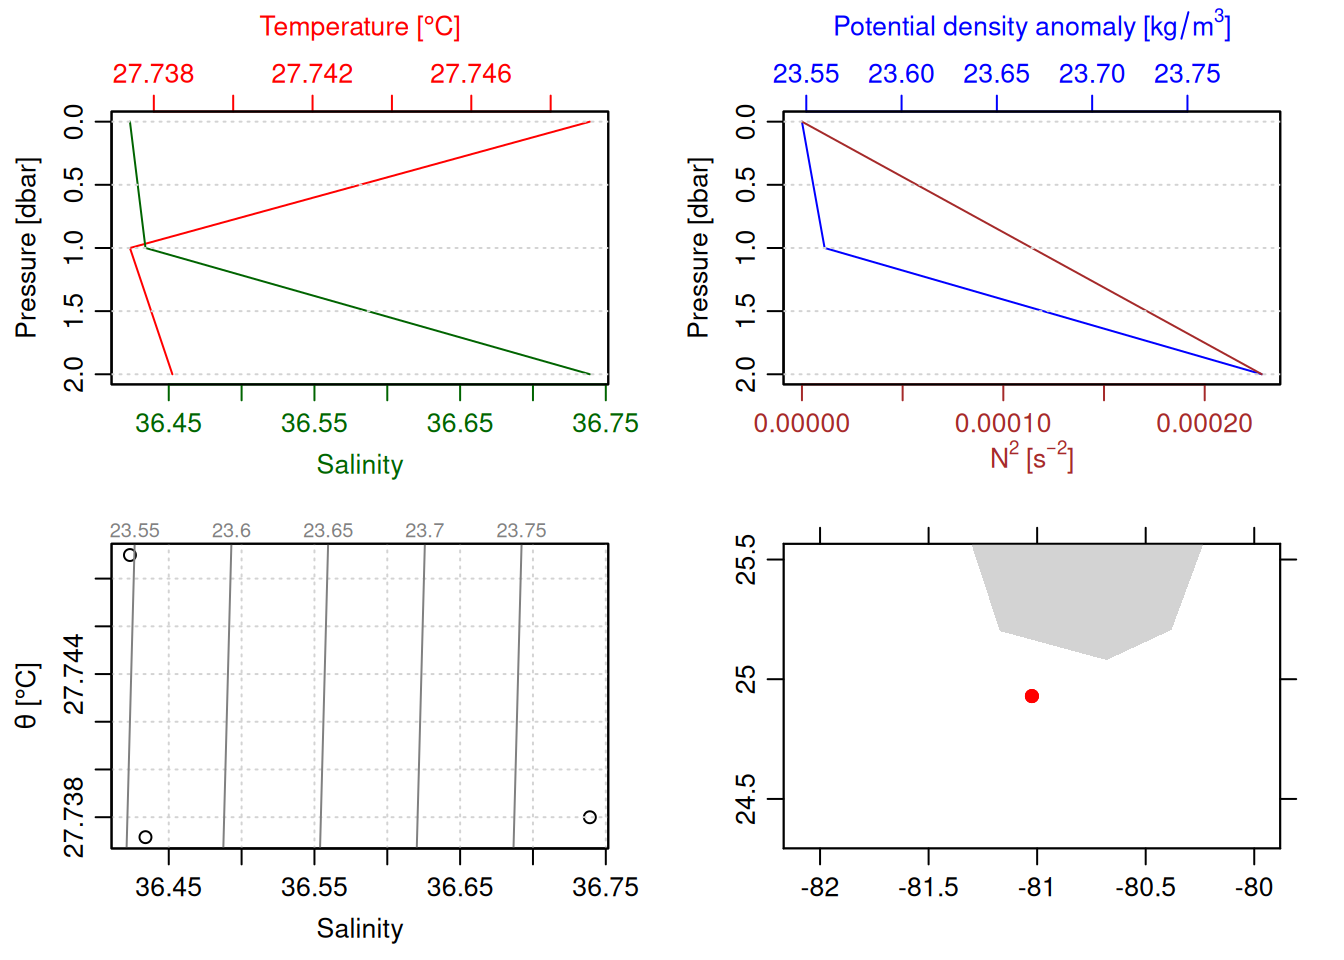 Temperature [°C]
27.738 27.742 27.746
Pressure [dbar]
0.0 0.5 1.0 1.5 2.0
36.45 36.55 36.65 36.75
Salinity
Potential density anomaly [kg/m³]
23.55 23.60 23.65 23.70 23.75
Pressure [dbar]
0.0 0.5 1.0 1.5 2.0
0.00000 0.00010 0.00020
N² [s⁻²]
23.55 23.6 23.65 23.7 23.75
θ [°C]
27.738 27.744
36.45 36.55 36.65 36.75
Salinity
25.5
25
24.5
-82 -81.5 -81 -80.5 -80